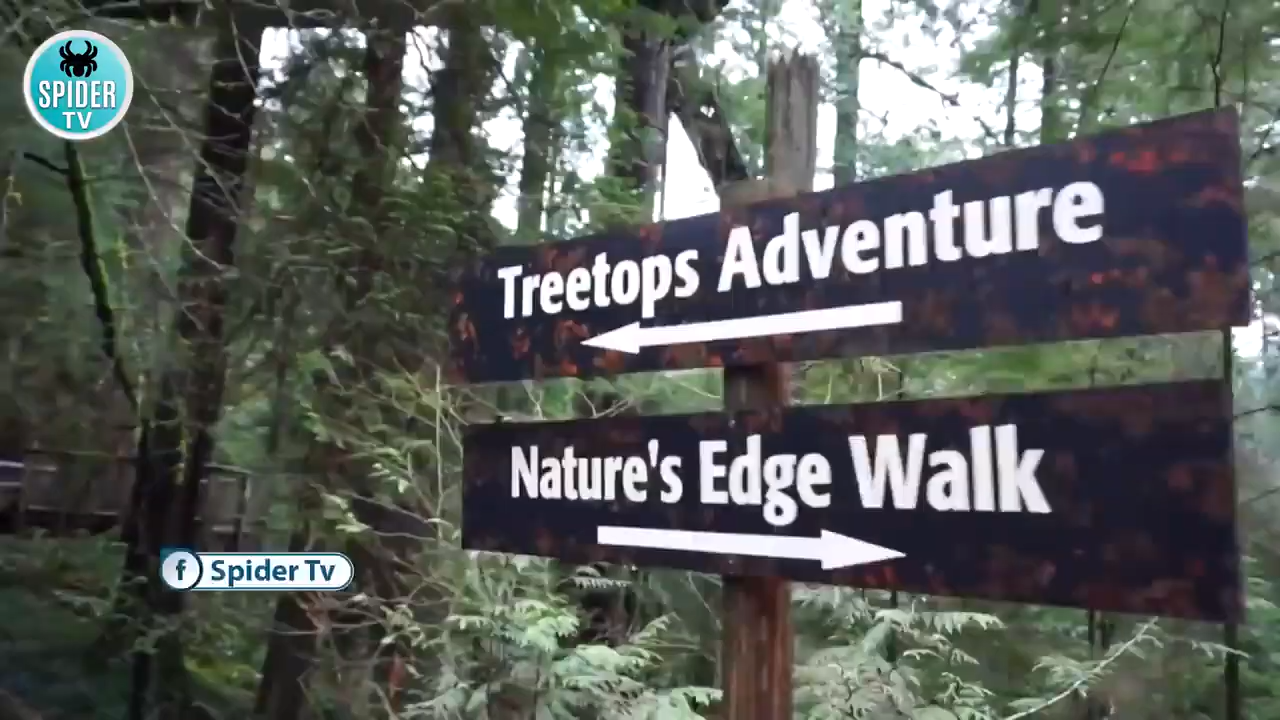 SPIDER
TV
Treetops Adventure
Nature's Edge Walk
f Spider Tv